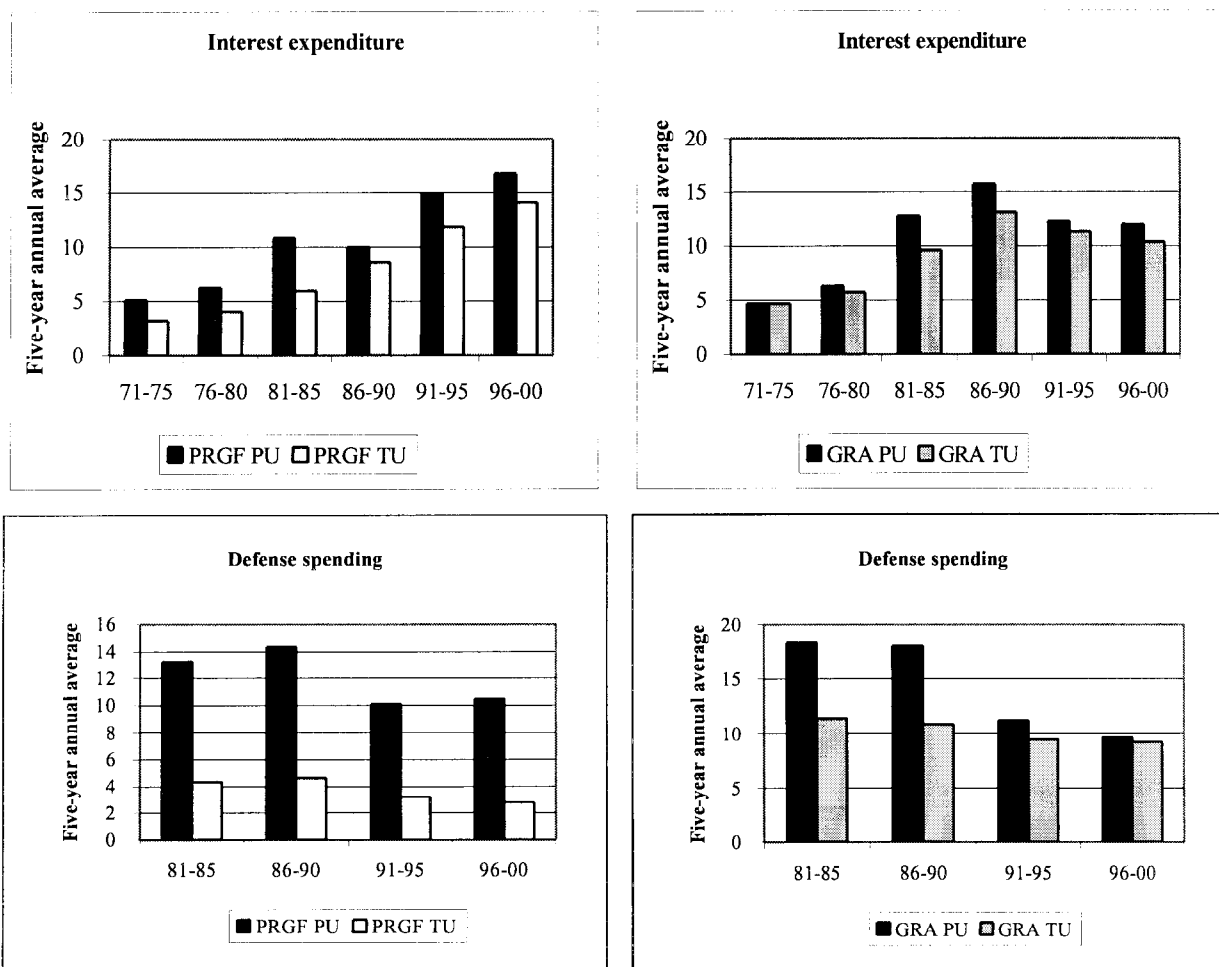 Interest expenditure
Five-year annual average
20
15
10
5
0
71-75 76-80 81-85 86-90 91-95 96-00
PRGF PU PRGF TU
Interest expenditure
Five-year annual average
20
15
10
5
0
71-75 76-80 81-85 86-90 91-95 96-00
GRA PU GRA TU
Defense spending
Five-year annual average
16
14
12
10
8
6
4
2
0
81-85 86-90 91-95 96-00
PRGF PU PRGF TU
Defense spending
Five-year annual average
20
15
10
5
0
81-85 86-90 91-95 96-00
GRA PU GRA TU